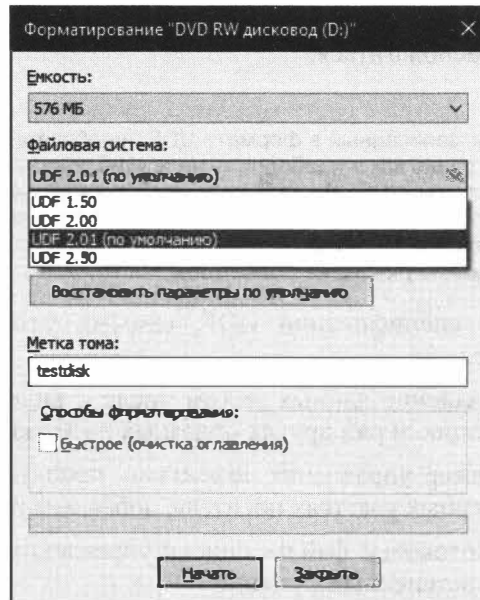 Форматирование "DVD RW дисковод (D:)"
Емкость:
576 МБ
Файловая система:
UDF 2.01 (по умолчанию)
UDF 1.50
UDF 2.00
UDF 2.01 (по умолчанию)
UDF 2.50
Восстановить параметры по умолчанию
Метка тома:
testdisk
Способы форматирования:
Быстрое (очистка оглавления)
Начать
Закрыть